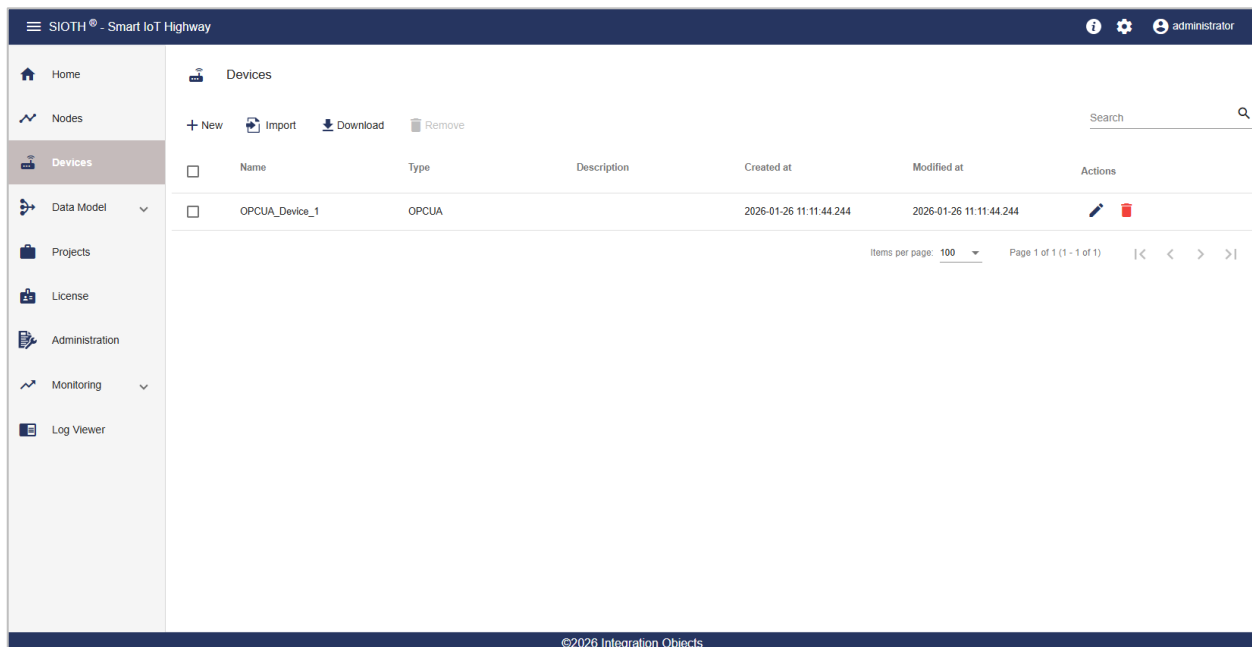 SIOTH ® - Smart IoT Highway
administrator
Home
Nodes
Devices
Data Model
Projects
License
Administration
Monitoring
Log Viewer
Devices
New Import Download Remove
Search
Name Type Description Created at Modified at Actions
OPCUA_Device_1 OPCUA 2026-01-26 11:11:44.244 2026-01-26 11:11:44.244
Items per page: 100 Page 1 of 1 (1 - 1 of 1)
©2026 Integration Objects